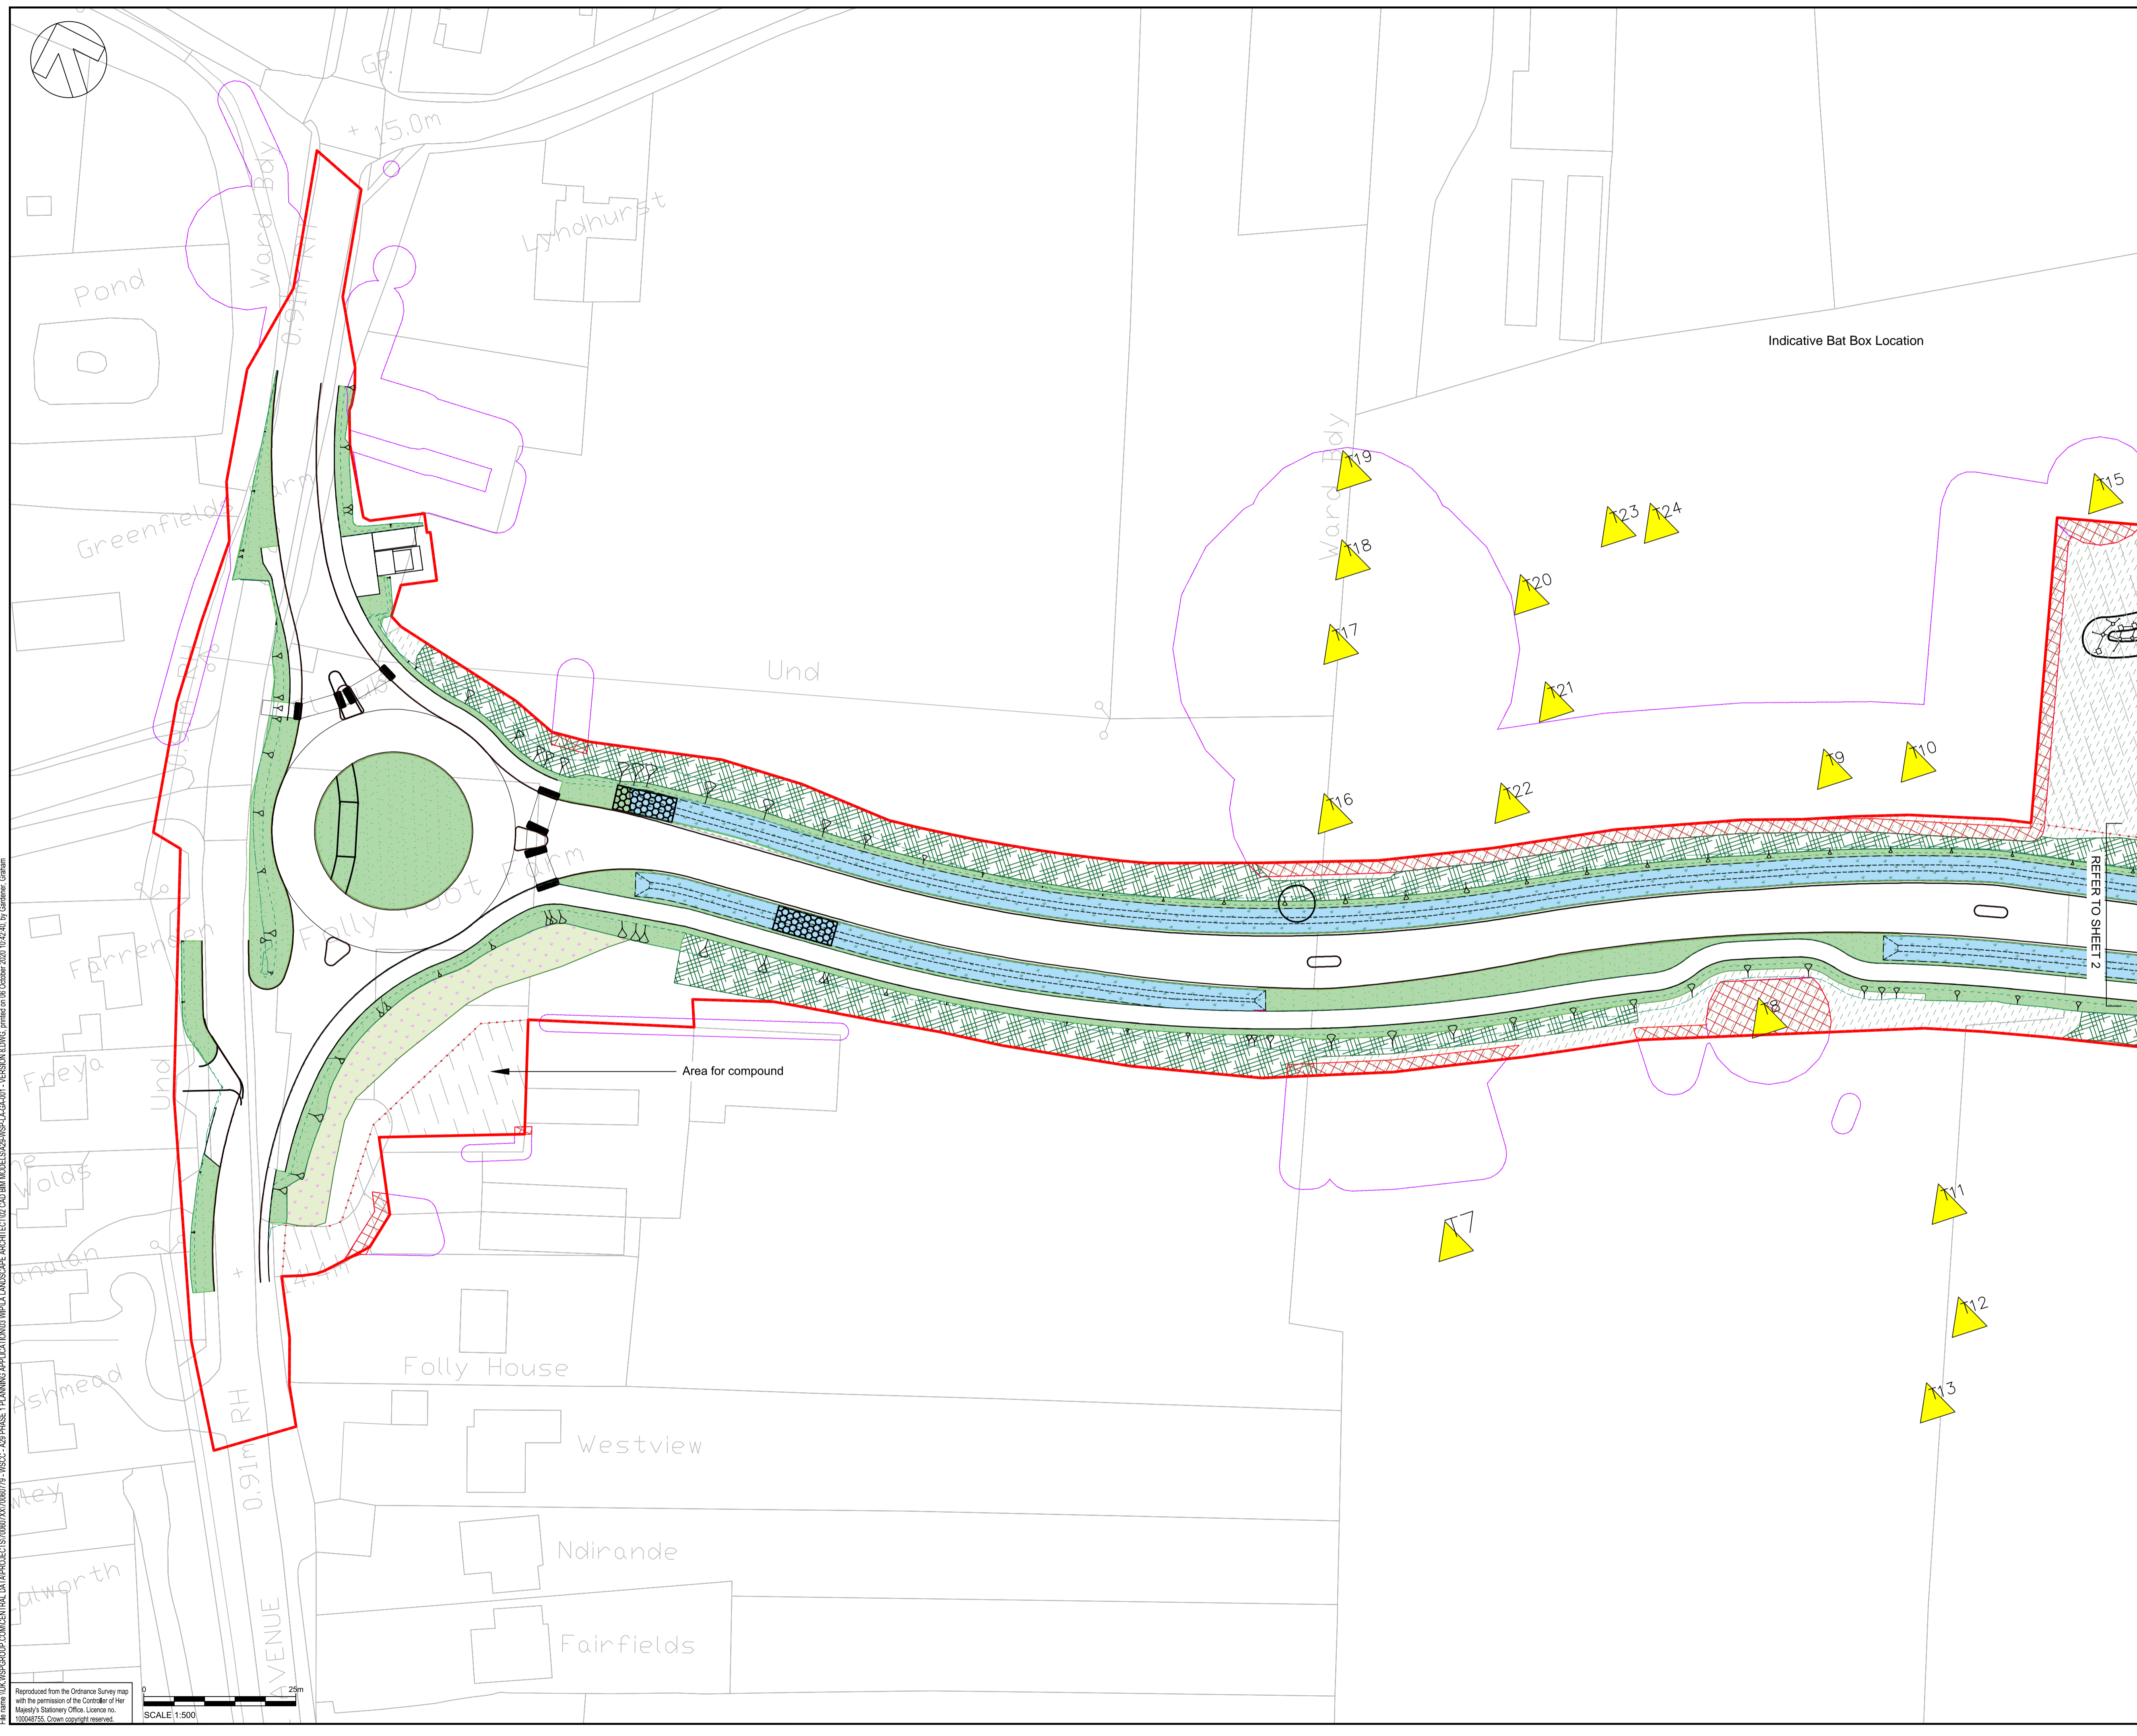 GP.
+ 15.0m
Ward Bdy
0.91m RH
Lyndhurst
Pond
Indicative Bat Box Location
Ward Bdy
T19
T15
T23
T24
T18
T20
Greenfields Farm
T17
Und
T21
T9
T10
T16
T22
REFER TO SHEET 2
Folly Foot Farm
Farrensen
T8
Freya
Und
Area for compound
Wolds
T11
T7
T12
Folly House
Ashmead
T13
0.91m RH
Westview
Ndirande
Fairfields
AVENUE
Reproduced from the Ordnance Survey map
with the permission of the Controller of Her
Majesty's Stationery Office. Licence no.
100048755. Crown copyright reserved.
0 25m
SCALE 1:500